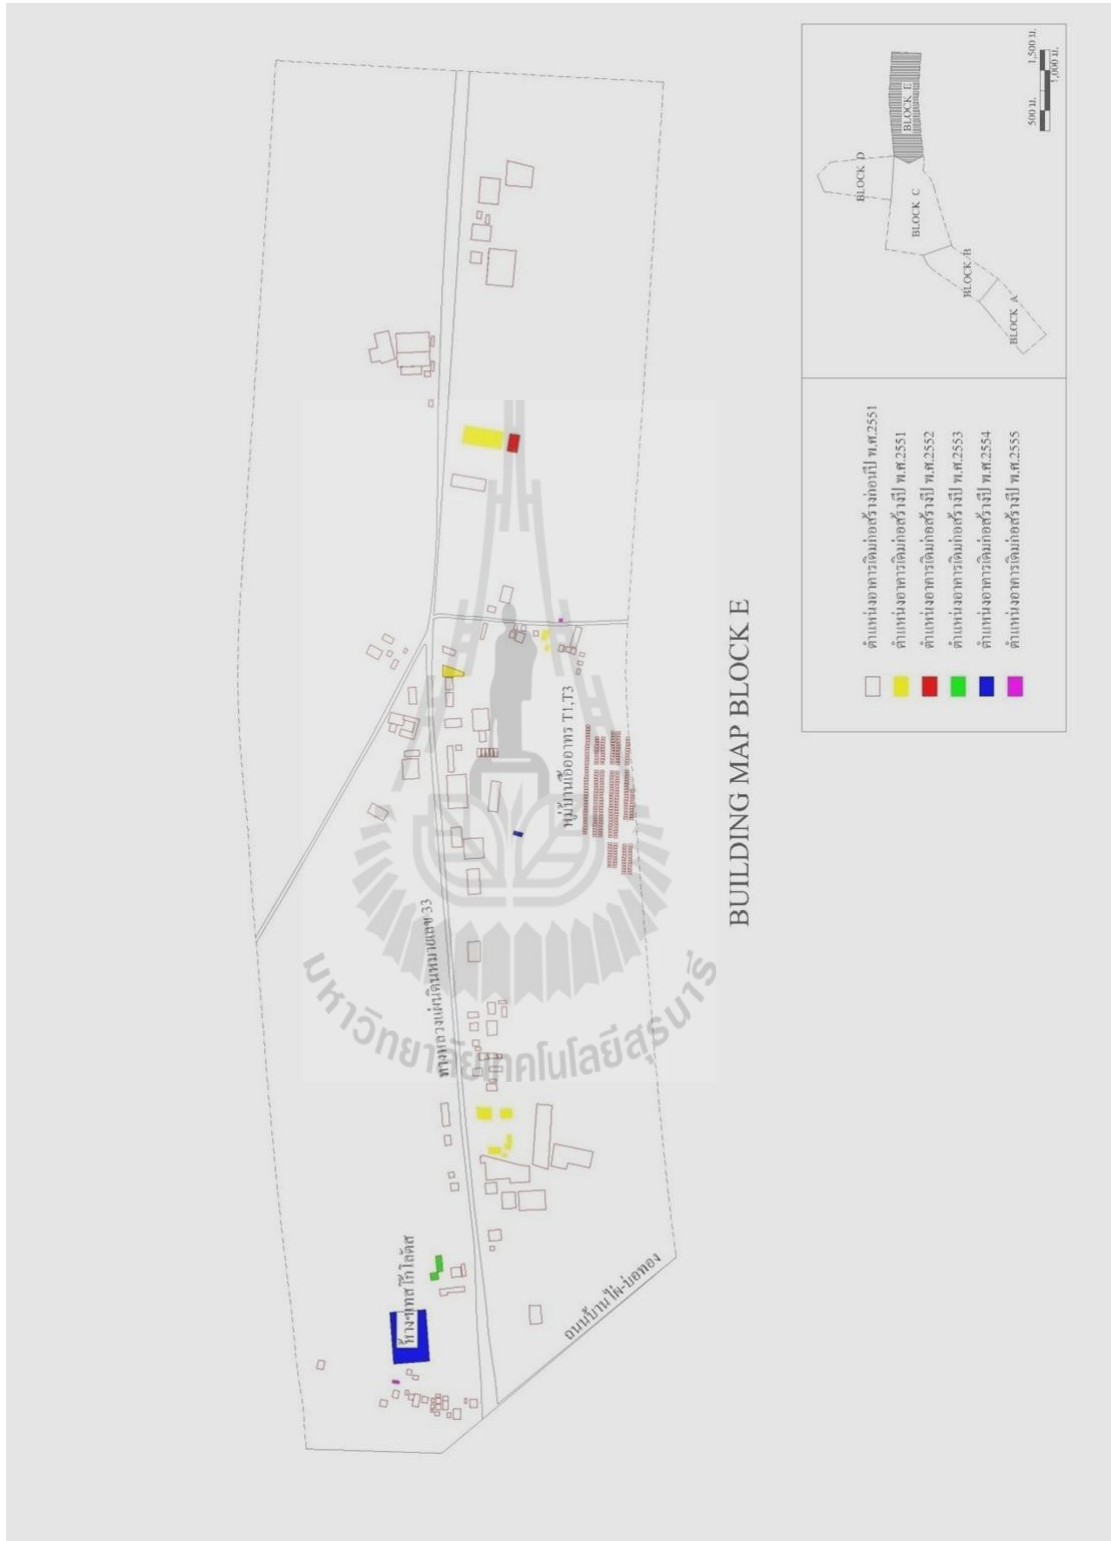 BUILDING MAP BLOCK E
ทางหลวงแผ่นดินหมายเลข 33
หมู่บ้านเอื้ออาทร T1,T3
ห้างฯเทสโก้โลตัส
ถนนบ้านไผ่-บ่อทอง
มหาวิทยาลัยเทคโนโลยีสุรนารี
ตำแหน่งอาคารเดิมก่อสร้างก่อนปี พ.ศ.2551
ตำแหน่งอาคารเดิมก่อสร้างปี พ.ศ.2551
ตำแหน่งอาคารเดิมก่อสร้างปี พ.ศ.2552
ตำแหน่งอาคารเดิมก่อสร้างปี พ.ศ.2553
ตำแหน่งอาคารเดิมก่อสร้างปี พ.ศ.2554
ตำแหน่งอาคารเดิมก่อสร้างปี พ.ศ.2555
BLOCK A
BLOCK B
BLOCK C
BLOCK D
BLOCK E
500 ม.
1,000 ม.
1,500 ม.